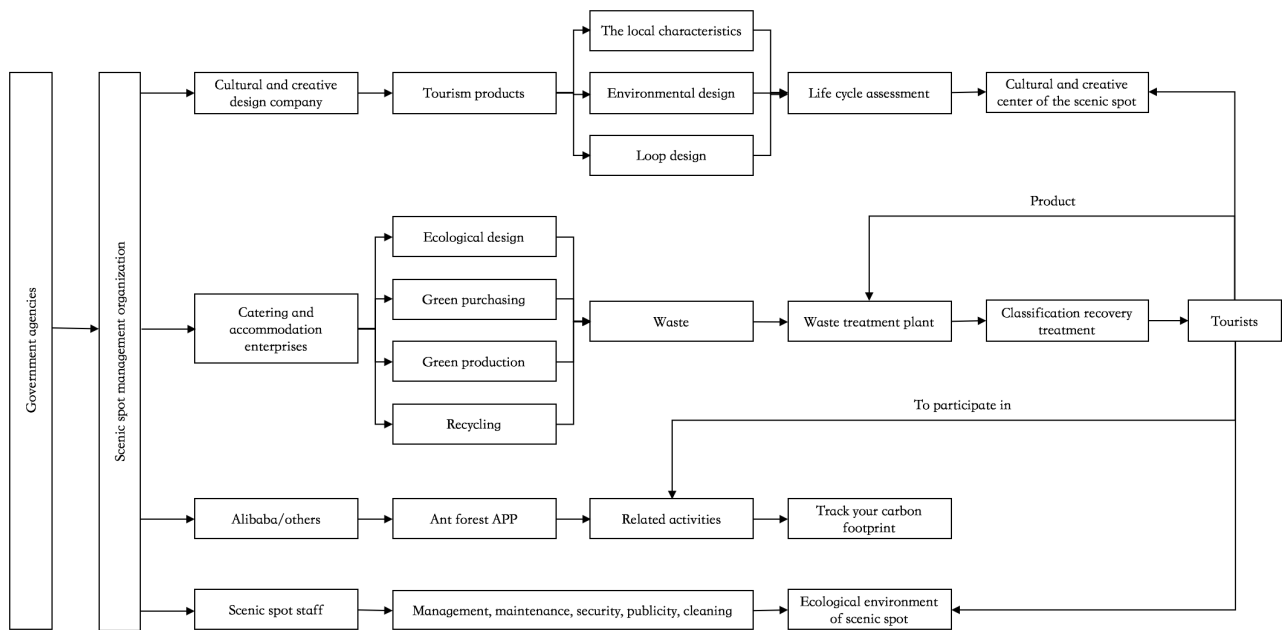 Government agencies
Scenic spot management organization
Cultural and creative
design company
Tourism products
The local characteristics
Environmental design
Loop design
Life cycle assessment
Cultural and creative
center of the scenic spot
Product
Catering and
accommodation
enterprises
Ecological design
Green purchasing
Green production
Recycling
Waste
Waste treatment plant
Classification recovery
treatment
Tourists
To participate in
Alibaba/others
Ant forest APP
Related activities
Track your carbon
footprint
Scenic spot staff
Management, maintenance, security, publicity, cleaning
Ecological environment
of scenic spot